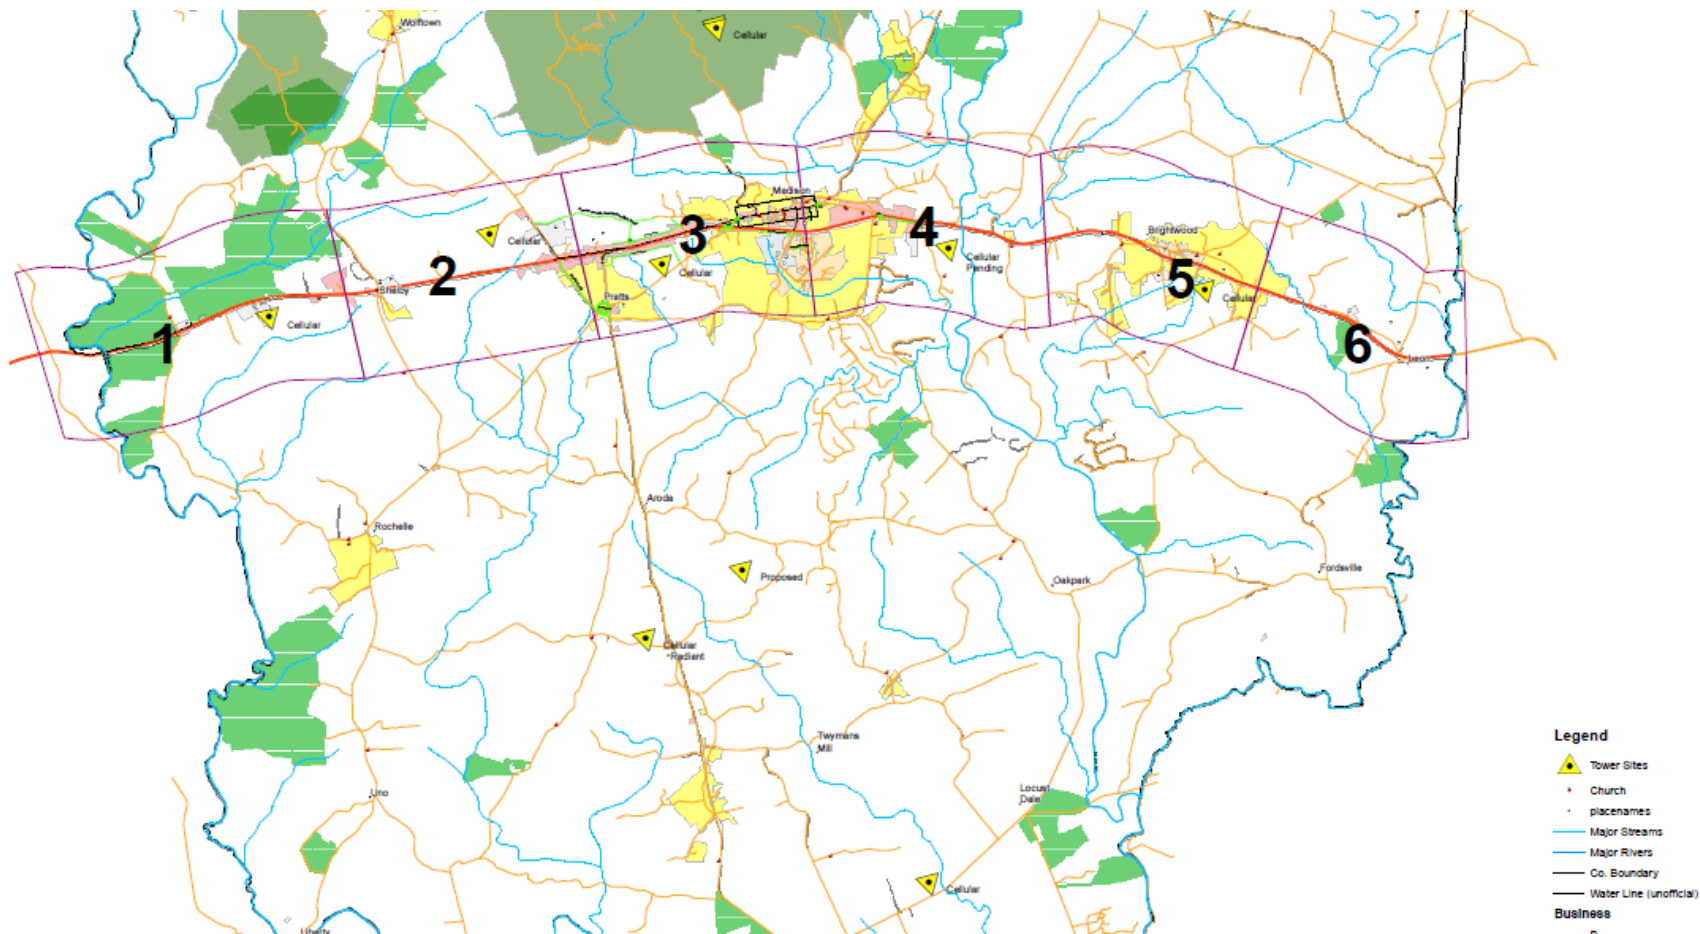 Wolftown
Cellular
Madison
Brightwood
3
4
Cellular
2
Cellular
Cellular
Pending
5
Shelby
Pratts
Cellular
1
Cellular
6
Leon
Aroda
Rochelle
Proposed
Oakpark
Fordsville
Cellular
Radiant
Twymans
Mill
Uno
Locust
Dale
Cellular
Liberty
Legend
Tower Sites
Church
placenames
Major Streams
Major Rivers
Co. Boundary
Water Line (unofficial)
Business